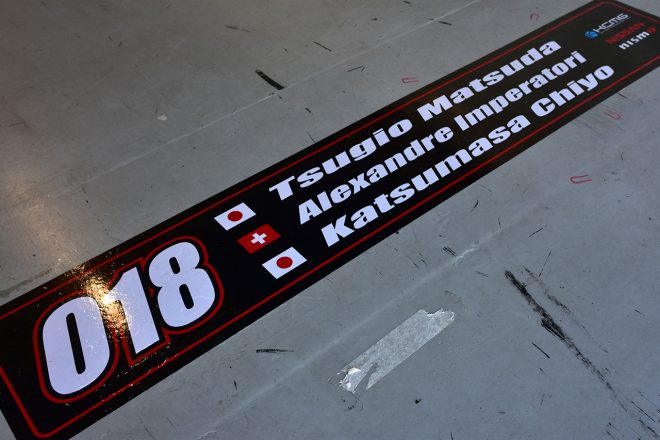 018
Tsugio Matsuda
Alexandre Imperatori
Katsumasa Chiyo
KCMG
NISSAN
nismo